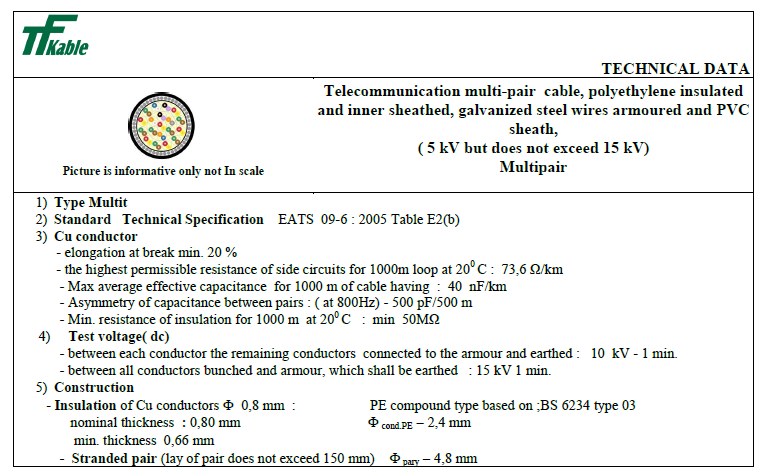 TF
Kable
TECHNICAL DATA
Telecommunication multi-pair cable, polyethylene insulated
and inner sheathed, galvanized steel wires armoured and PVC
sheath,
( 5 kV but does not exceed 15 kV)
Multipair
Picture is informative only not In scale
1) Type Multit
2) Standard Technical Specification EATS 09-6 : 2005 Table E2(b)
3) Cu conductor
- elongation at break min. 20 %
- the highest permissible resistance of side circuits for 1000m loop at 20⁰ C : 73,6 Ω/km
- Max average effective capacitance for 1000 m of cable having : 40 nF/km
- Asymmetry of capacitance between pairs : ( at 800Hz) - 500 pF/500 m
- Min. resistance of insulation for 1000 m at 20⁰ C : min 50MΩ
4) Test voltage( dc)
- between each conductor the remaining conductors connected to the armour and earthed : 10 kV - 1 min.
- between all conductors bunched and armour, which shall be earthed : 15 kV 1 min.
5) Construction
- Insulation of Cu conductors Φ 0,8 mm : PE compound type based on ;BS 6234 type 03
nominal thickness : 0,80 mm Φ cond.PE – 2,4 mm
min. thickness 0,66 mm
- Stranded pair (lay of pair does not exceed 150 mm) Φ pary – 4,8 mm